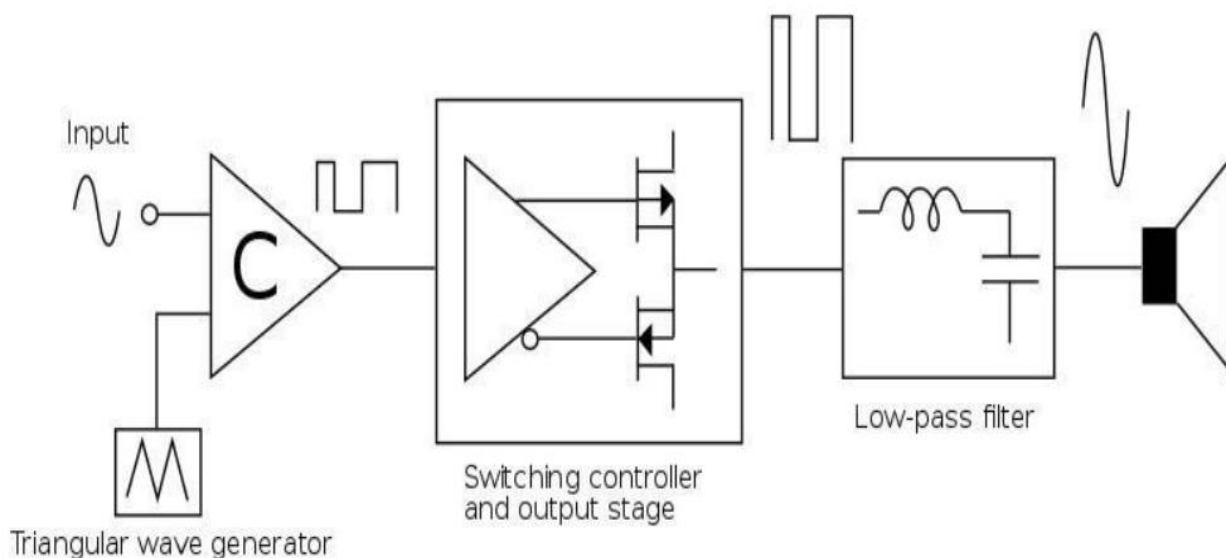 Input
C
Triangular wave generator
Switching controller
and output stage
Low-pass filter